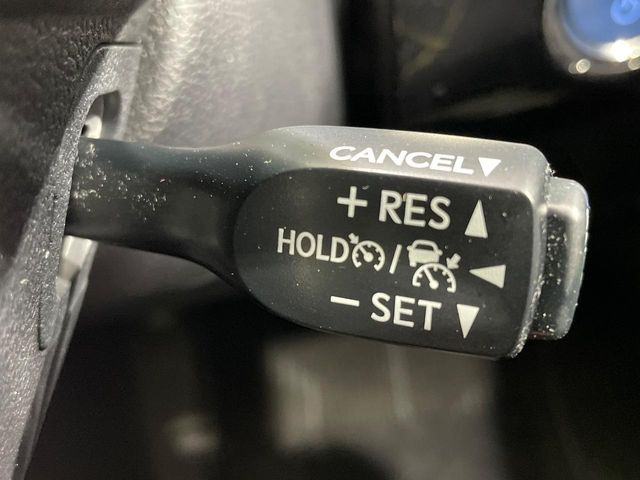 CANCEL▼
+ RES ▲
HOLD / ◀
− SET ▼